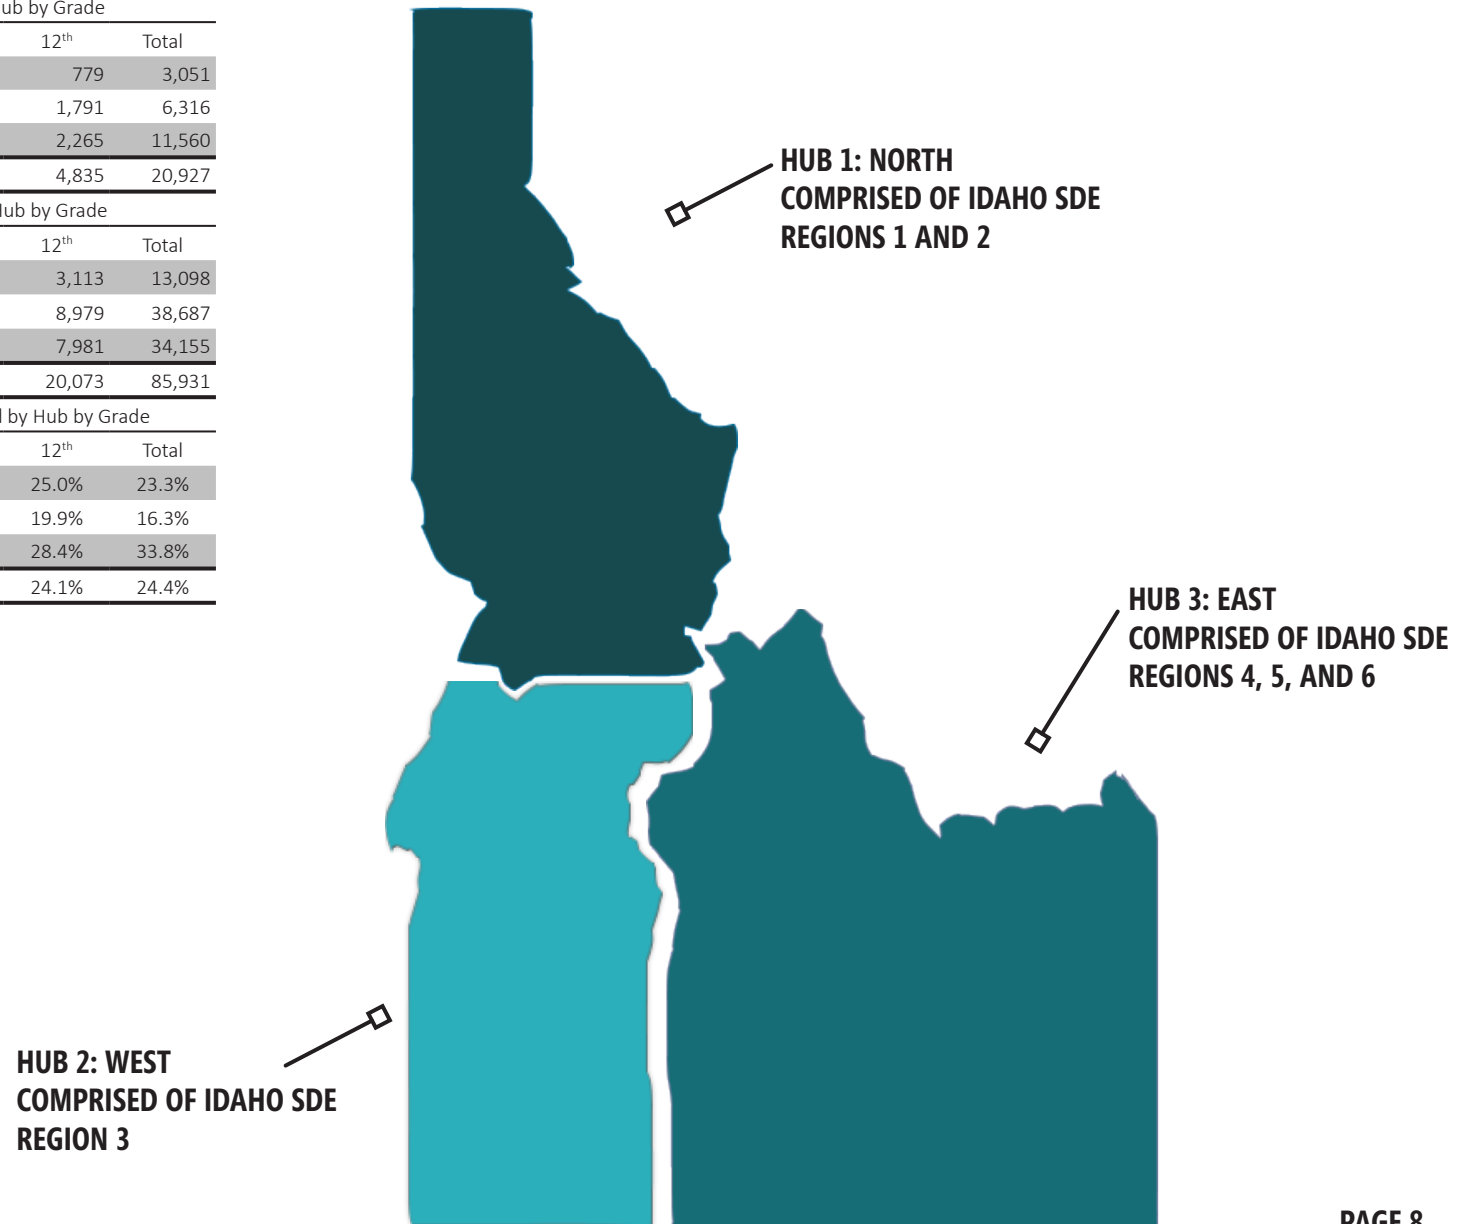 ub by Grade
12th Total
779 3,051
1,791 6,316
2,265 11,560
4,835 20,927
Hub by Grade
12th Total
3,113 13,098
8,979 38,687
7,981 34,155
20,073 85,931
by Hub by Grade
12th Total
25.0% 23.3%
19.9% 16.3%
28.4% 33.8%
24.1% 24.4%
HUB 1: NORTH
COMPRISED OF IDAHO SDE
REGIONS 1 AND 2
HUB 3: EAST
COMPRISED OF IDAHO SDE
REGIONS 4, 5, AND 6
HUB 2: WEST
COMPRISED OF IDAHO SDE
REGION 3
PAGE 8